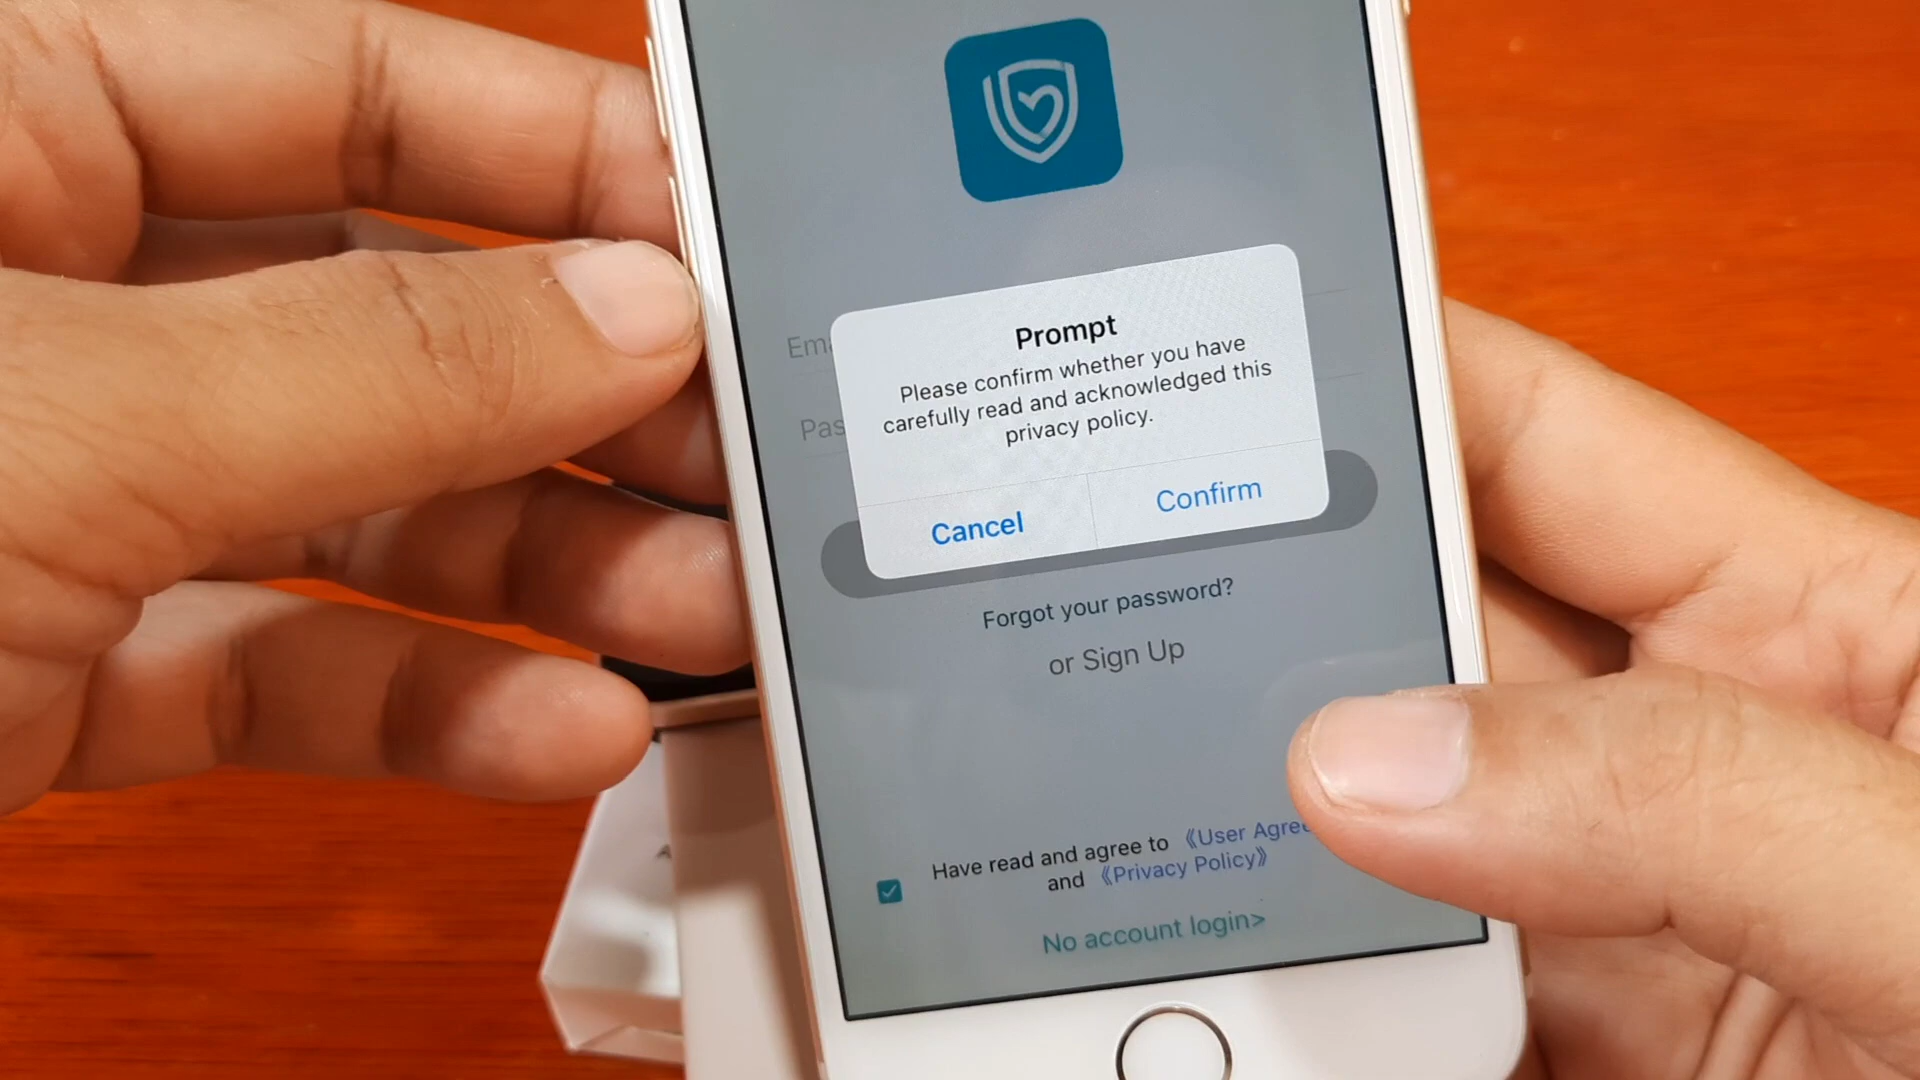 Prompt
Please confirm whether you have
carefully read and acknowledged this
privacy policy.
Cancel
Confirm
Forgot your password?
or Sign Up
Have read and agree to 《User Agre
and 《Privacy Policy》
No account login>